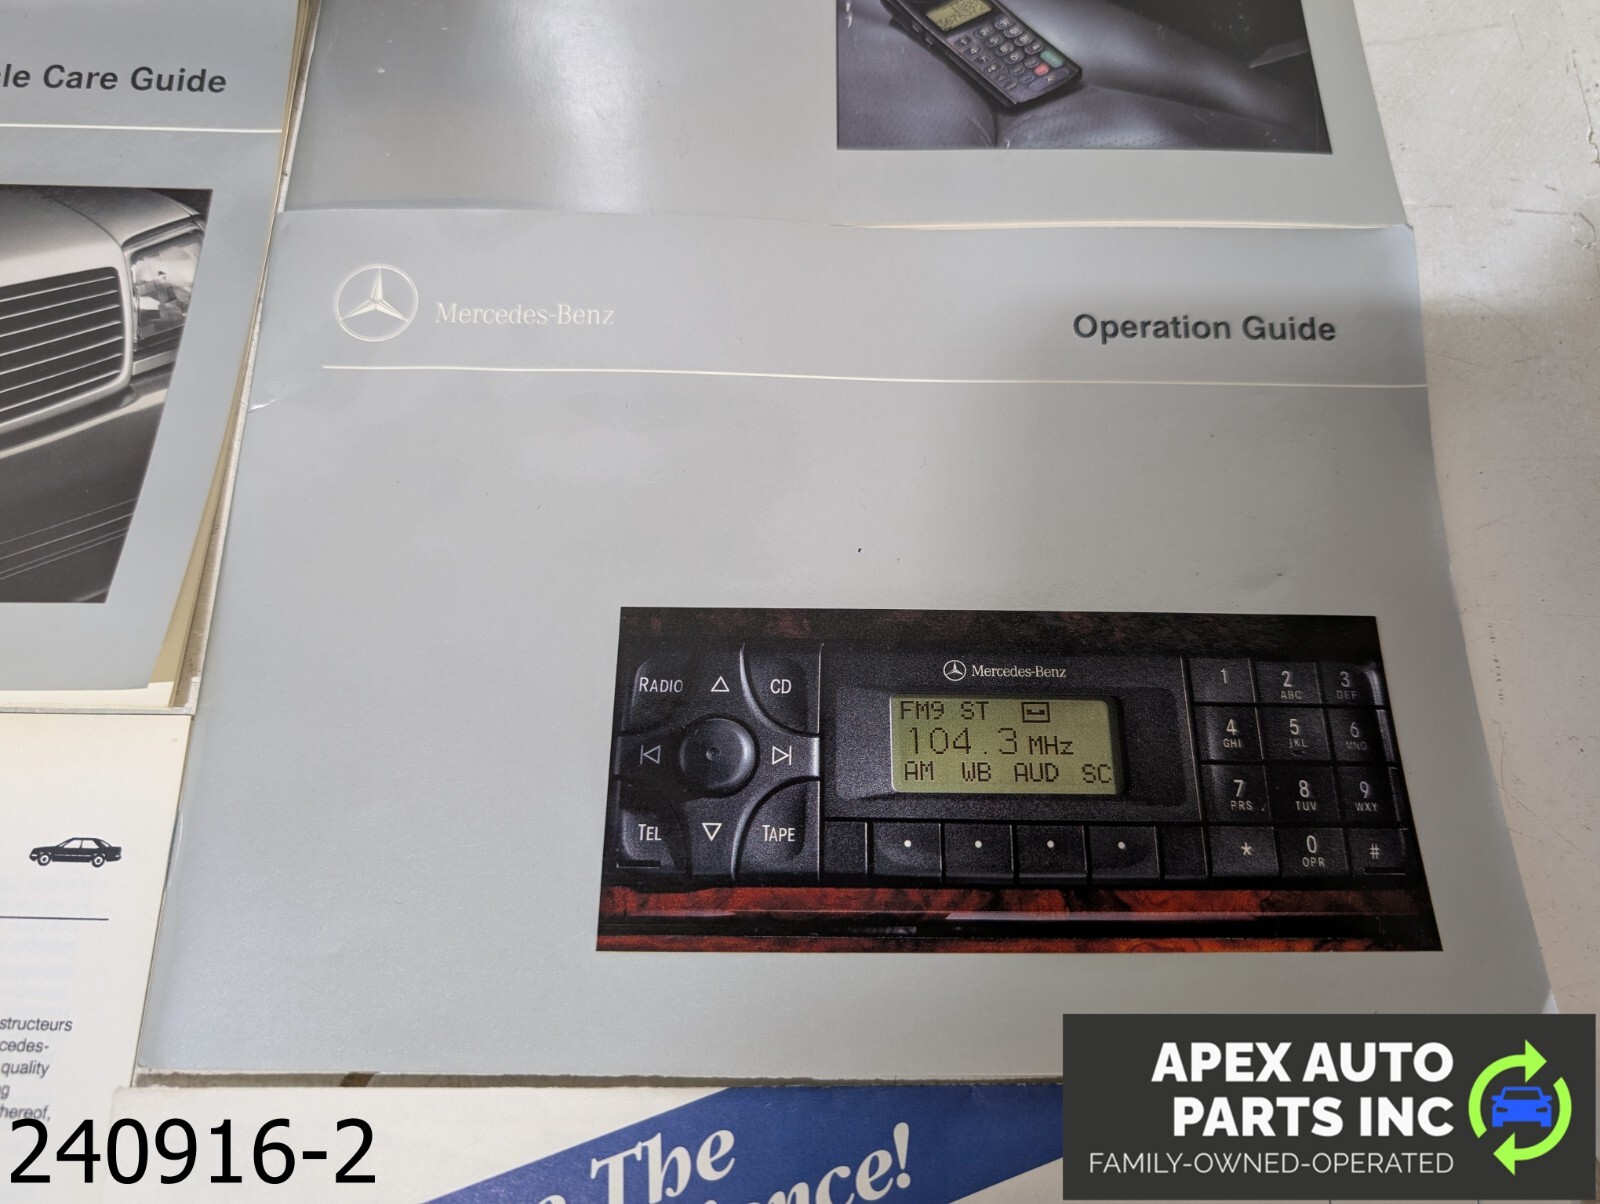 Care Guide
Mercedes-Benz
Operation Guide
Mercedes-Benz
RADIO
CD
TEL
TAPE
FM9 ST
104.3 MHz
AM WB AUD SC
1
2
ABC
3
DEF
4
GHI
5
JKL
6
MNO
7
PRS
8
TUV
9
WXY
*
0
OPR
#
structeurs
cedes-
quality
hereof,
The
240916-2
APEX AUTO
PARTS INC
FAMILY-OWNED-OPERATED